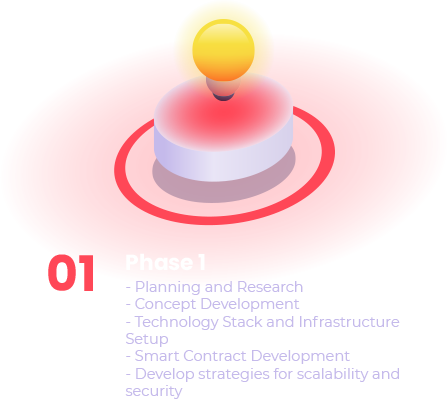 01
Phase 1
- Planning and Research
- Concept Development
- Technology Stack and Infrastructure
Setup
- Smart Contract Development
- Develop strategies for scalability and
security